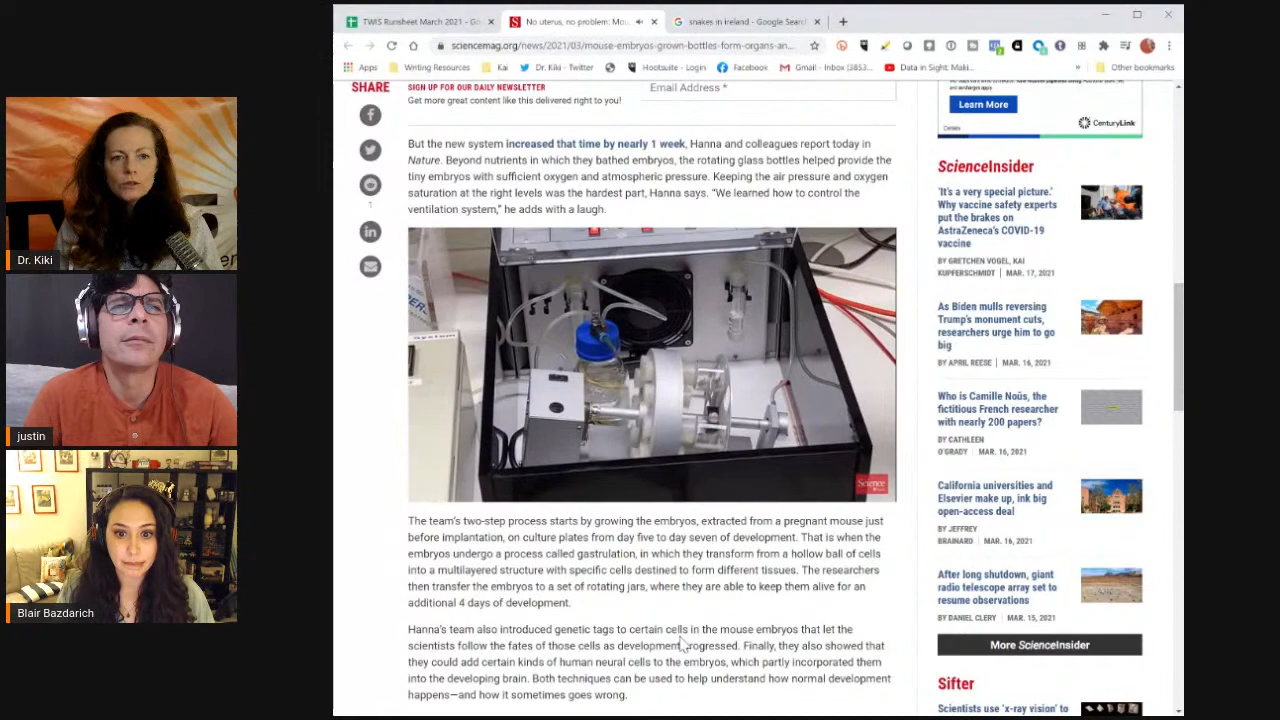 TWIS Runsheet March 2021 - Go
No uterus, no problem: Mou
snakes in ireland - Google Search
sciencemag.org/news/2021/03/mouse-embryos-grown-bottles-form-organs-an...
Apps
Writing Resources
Kai
Dr. Kiki - Twitter
Hootsuite - Login
Facebook
Gmail - Inbox (3853...
Data in Sight: Maki...
»
Other bookmarks
SHARE
SIGN UP FOR OUR DAILY NEWSLETTER
Get more great content like this delivered right to you!
Email Address *
1
But the new system increased that time by nearly 1 week, Hanna and colleagues report today in
Nature. Beyond nutrients in which they bathed embryos, the rotating glass bottles helped provide the
tiny embryos with sufficient oxygen and atmospheric pressure. Keeping the air pressure and oxygen
saturation at the right levels was the hardest part, Hanna says. “We learned how to control the
ventilation system,” he adds with a laugh.
system
Science
The team’s two-step process starts by growing the embryos, extracted from a pregnant mouse just
before implantation, on culture plates from day five to day seven of development. That is when the
embryos undergo a process called gastrulation, in which they transform from a hollow ball of cells
into a multilayered structure with specific cells destined to form different tissues. The researchers
then transfer the embryos to a set of rotating jars, where they are able to keep them alive for an
additional 4 days of development.
Hanna’s team also introduced genetic tags to certain cells in the mouse embryos that let the
scientists follow the fates of those cells as development progressed. Finally, they also showed that
they could add certain kinds of human neural cells to the embryos, which partly incorporated them
into the developing brain. Both techniques can be used to help understand how normal development
happens—and how it sometimes goes wrong.
Learn More
CenturyLink
ScienceInsider
‘It’s a very special picture.’
Why vaccine safety experts
put the brakes on
AstraZeneca’s COVID-19
vaccine
BY GRETCHEN VOGEL, KAI
KUPFERSCHMIDT | MAR. 17, 2021
As Biden mulls reversing
Trump’s monument cuts,
researchers urge him to go
big
BY APRIL REESE | MAR. 16, 2021
Who is Camille Noûs, the
fictitious French researcher
with nearly 200 papers?
BY CATHLEEN
O'GRADY | MAR. 16, 2021
California universities and
Elsevier make up, ink big
open-access deal
BY JEFFREY
BRAINARD | MAR. 16, 2021
After long shutdown, giant
radio telescope array set to
resume observations
BY DANIEL CLERY | MAR. 15, 2021
More ScienceInsider
Sifter
Scientists use ‘x-ray vision’ to
Dr. Kiki
justin
Blair Bazdarich